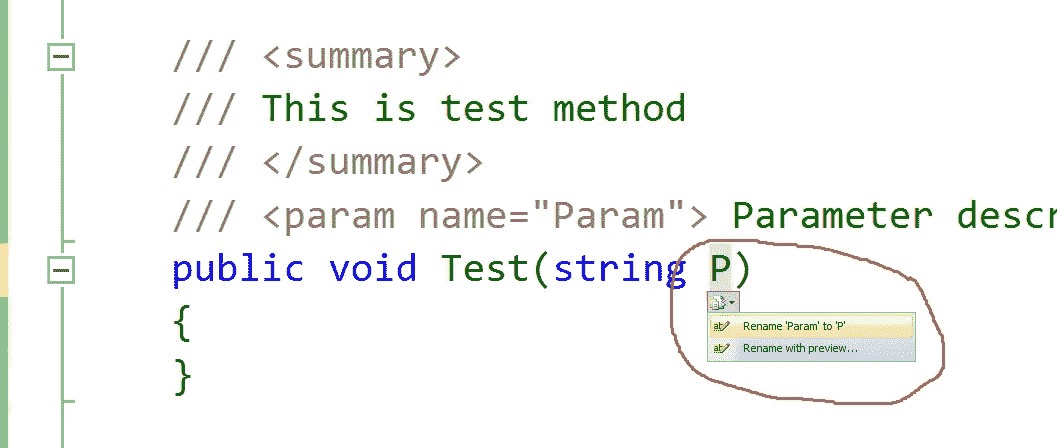 /// <summary>
/// This is test method
/// </summary>
/// <param name="Param"> Parameter descr
public void Test(string P)
{
Rename 'Param' to 'P'
Rename with preview...
}